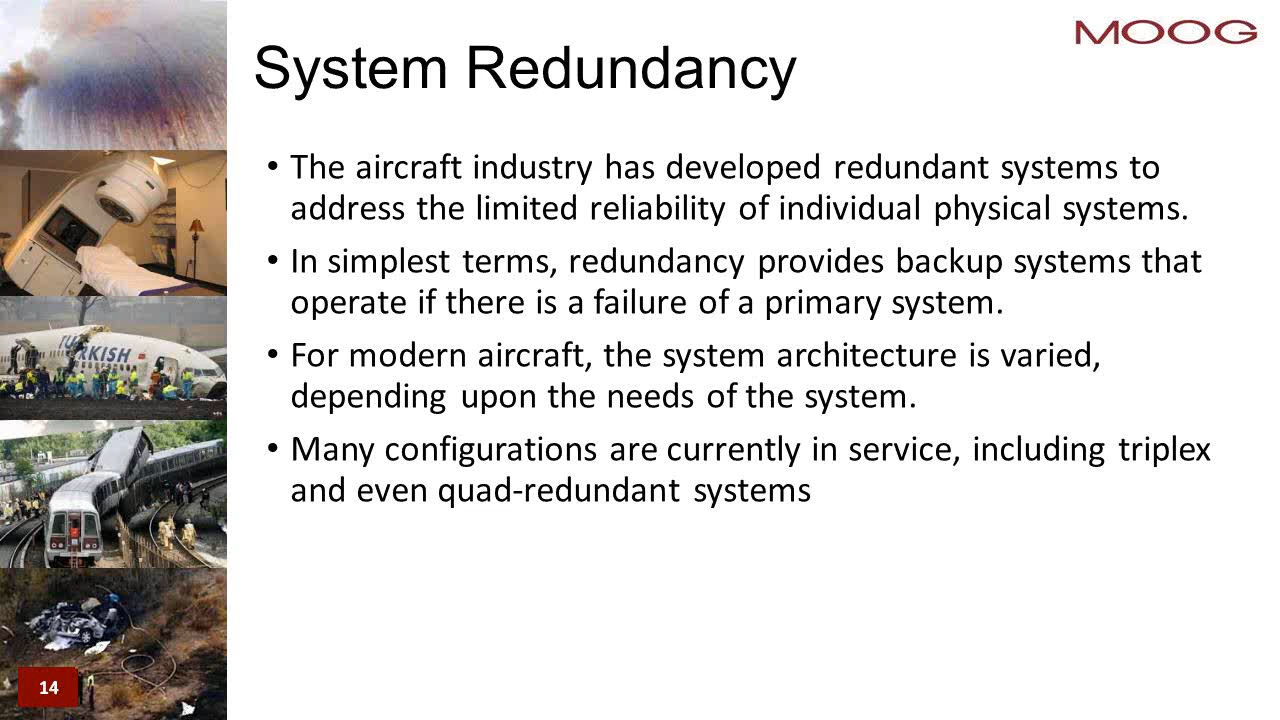 MOOG
System Redundancy
• The aircraft industry has developed redundant systems to
address the limited reliability of individual physical systems.
• In simplest terms, redundancy provides backup systems that
operate if there is a failure of a primary system.
• For modern aircraft, the system architecture is varied,
depending upon the needs of the system.
• Many configurations are currently in service, including triplex
and even quad-redundant systems
TURKISH
14